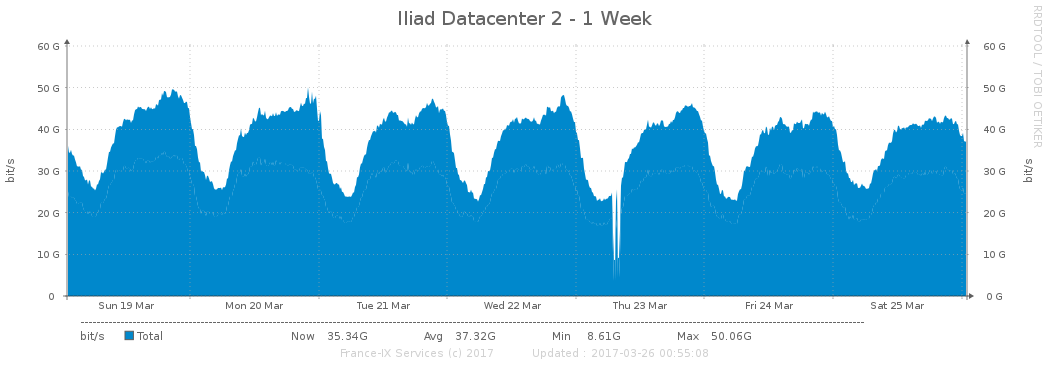 Iliad Datacenter 2 - 1 Week
RRDTOOL / TOBI OETIKER
60 G 60 G
50 G 50 G
40 G 40 G
30 G 30 G
20 G 20 G
10 G 10 G
0 0 G
bit/s
bit/s
Sun 19 Mar Mon 20 Mar Tue 21 Mar Wed 22 Mar Thu 23 Mar Fri 24 Mar Sat 25 Mar
bit/s Total Now 35.34G Avg 37.32G Min 8.61G Max 50.06G
France-IX Services (c) 2017 Updated : 2017-03-26 00:55:08